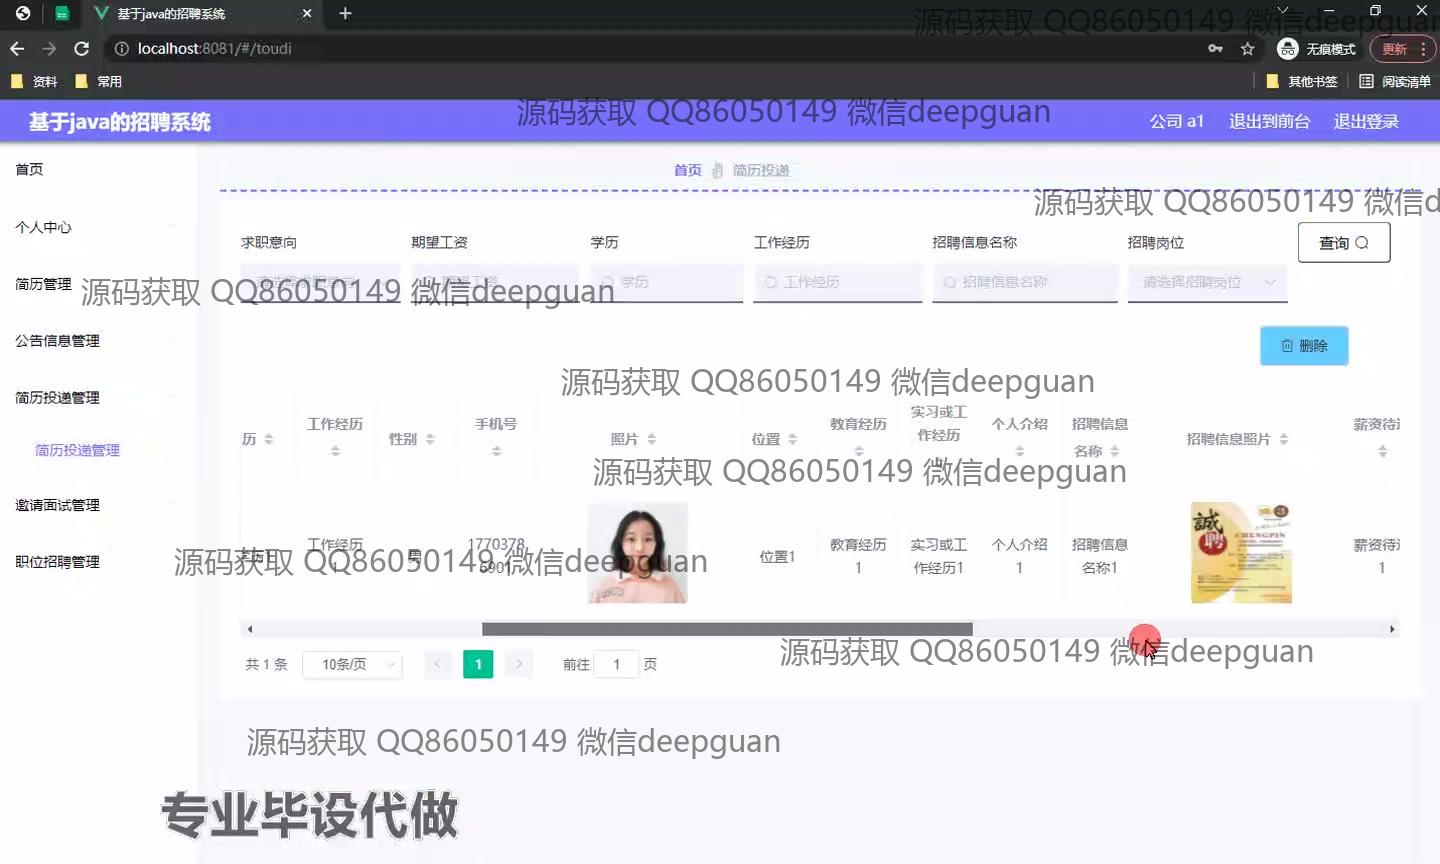 基于java的招聘系统
源码获取 QQ86050149 微信deepguan
localhost:8081/#/toudi
无痕模式
更新
资料
常用
其他书签
阅读清单
基于java的招聘系统
源码获取 QQ86050149 微信deepguan
公司 a1
退出到前台
退出登录
首页
首页
简历投递
源码获取 QQ86050149 微信d
个人中心
求职意向
期望工资
学历
工作经历
招聘信息名称
招聘岗位
查询
简历管理
源码获取 QQ86050149 微信deepguan
学历
工作经历
招聘信息名称
请选择招聘岗位
公告信息管理
删除
源码获取 QQ86050149 微信deepguan
简历投递管理
历
工作经历
性别
手机号
照片
位置
教育经历
实习或工
作经历
个人介绍
招聘信息
名称
招聘信息照片
薪资待
简历投递管理
源码获取 QQ86050149 微信deepguan
邀请面试管理
職位招聘管理
源码获取 QQ86050149 微信deepguan
工作经历
1770378
位置1
教育经历
1
实习或工
作经历1
个人介绍
1
招聘信息
名称1
誠
聘
CHENGPIN
薪资待
1
源码获取 QQ86050149 微信deepguan
共 1 条
10条/页
1
前往
1
页
源码获取 QQ86050149 微信deepguan
专业毕设代做